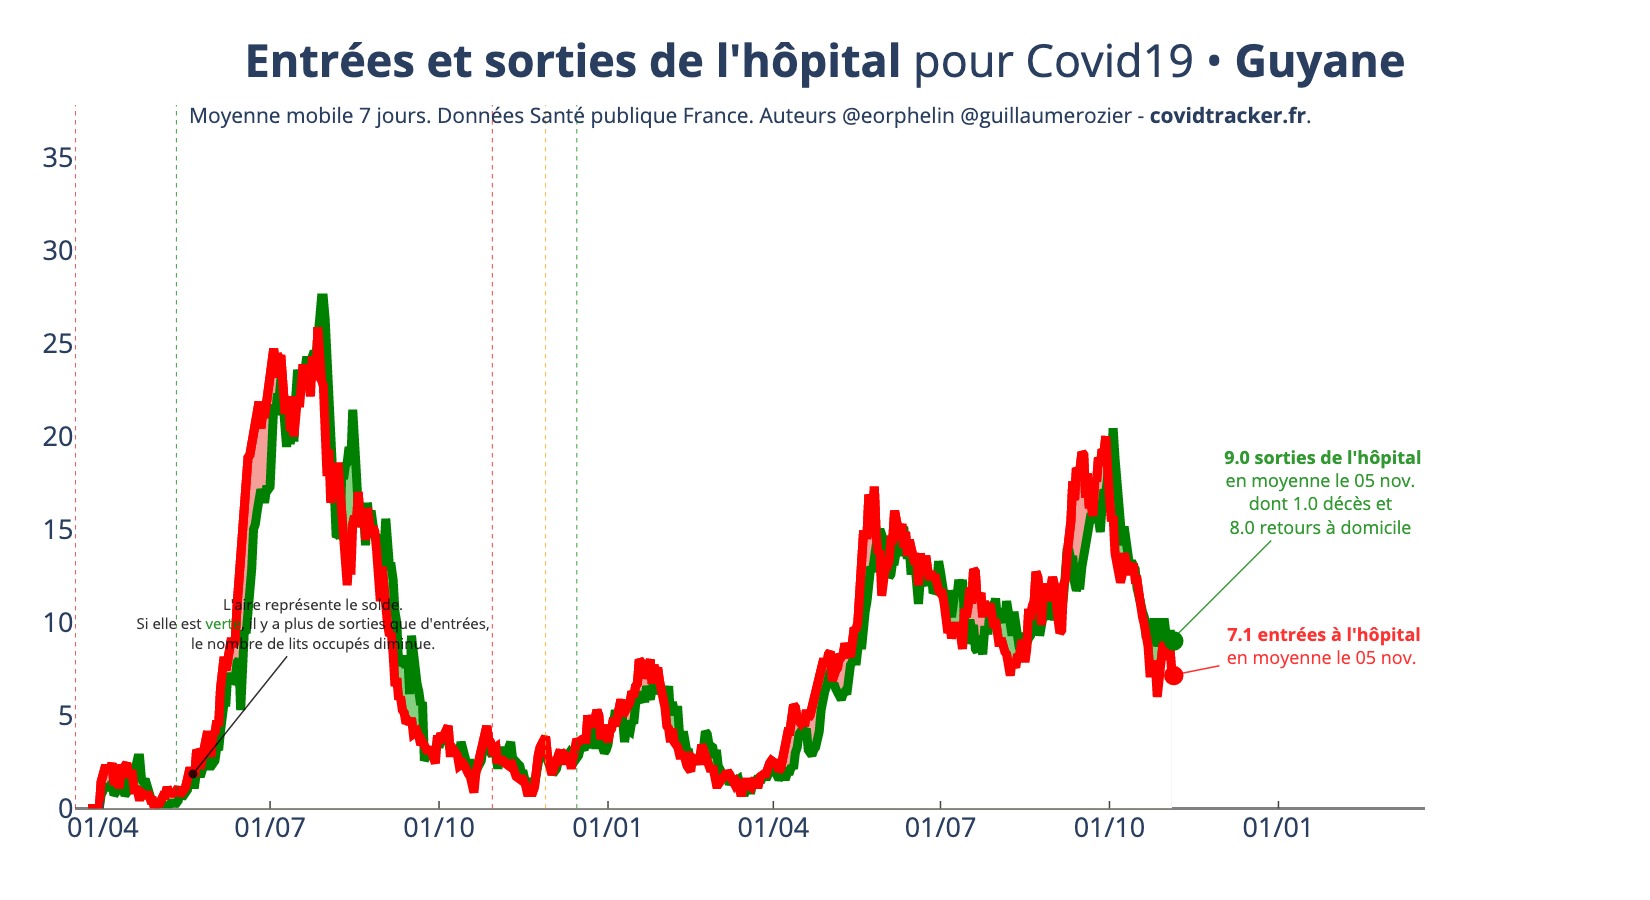 Entrées et sorties de l'hôpital pour Covid19 • Guyane
Moyenne mobile 7 jours. Données Santé publique France. Auteurs @eorphelin @guillaumerozier - covidtracker.fr.
35
30
25
20
15
10
5
0
L'aire représente le solde.
Si elle est verte, il y a plus de sorties que d'entrées,
le nombre de lits occupés diminue.
9.0 sorties de l'hôpital
en moyenne le 05 nov.
dont 1.0 décès et
8.0 retours à domicile
7.1 entrées à l'hôpital
en moyenne le 05 nov.
01/04 01/07 01/10 01/01 01/04 01/07 01/10 01/01